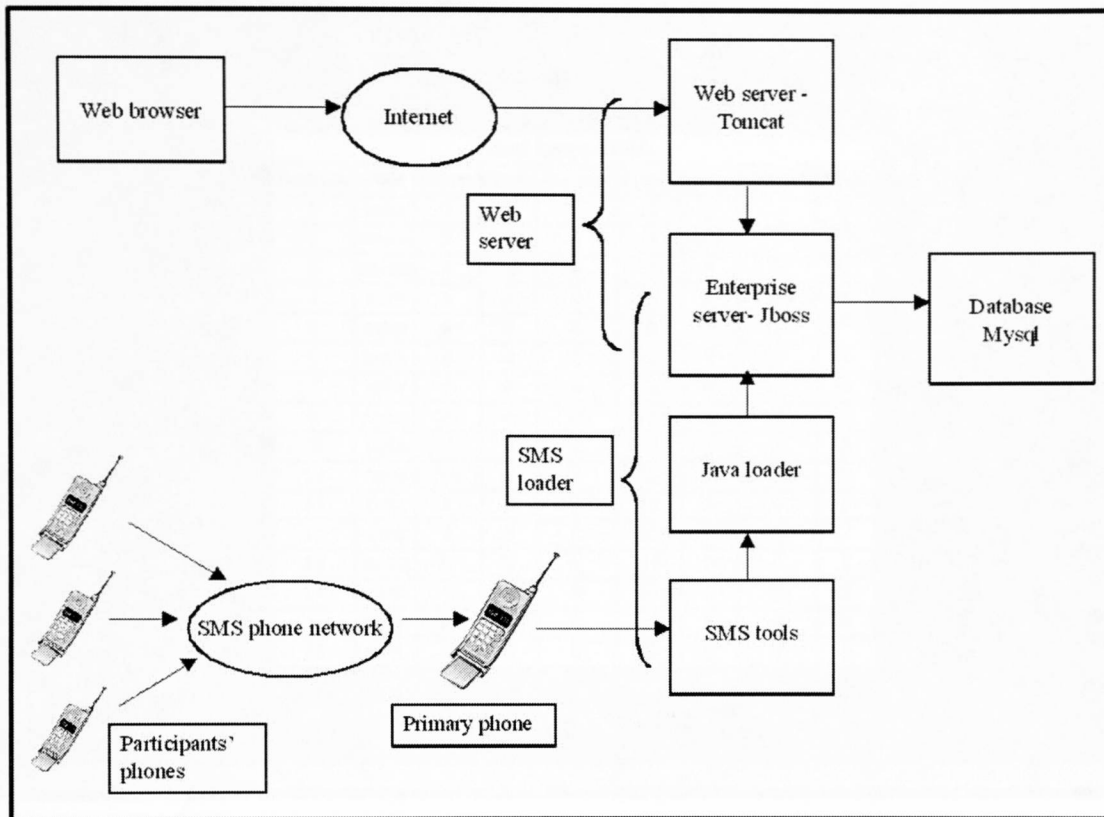 Web browser
Internet
Web server -
Tomcat
Web
server
Enterprise
server- Jboss
Database
Mysql
SMS
loader
Java loader
SMS phone network
SMS tools
Primary phone
Participants`
phones